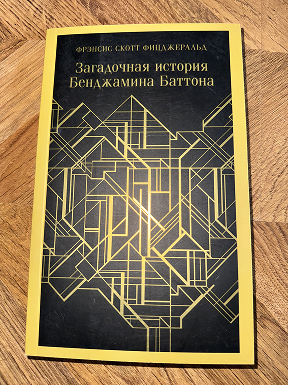 ФРЭНСИС СКОТТ ФИЦДЖЕРАЛЬД
Загадочная история
Бенджамина Баттона